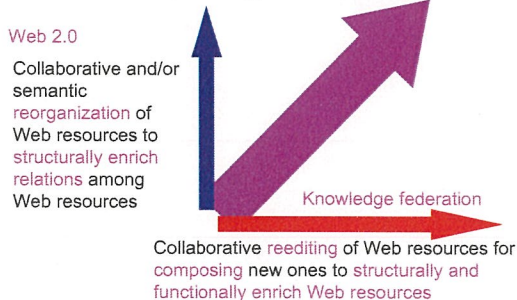 Web 2.0
Collaborative and/or
semantic
reorganization of
Web resources to
structurally enrich
relations among
Web resources
Knowledge federation
Collaborative reediting of Web resources for
composing new ones to structurally and
functionally enrich Web resources